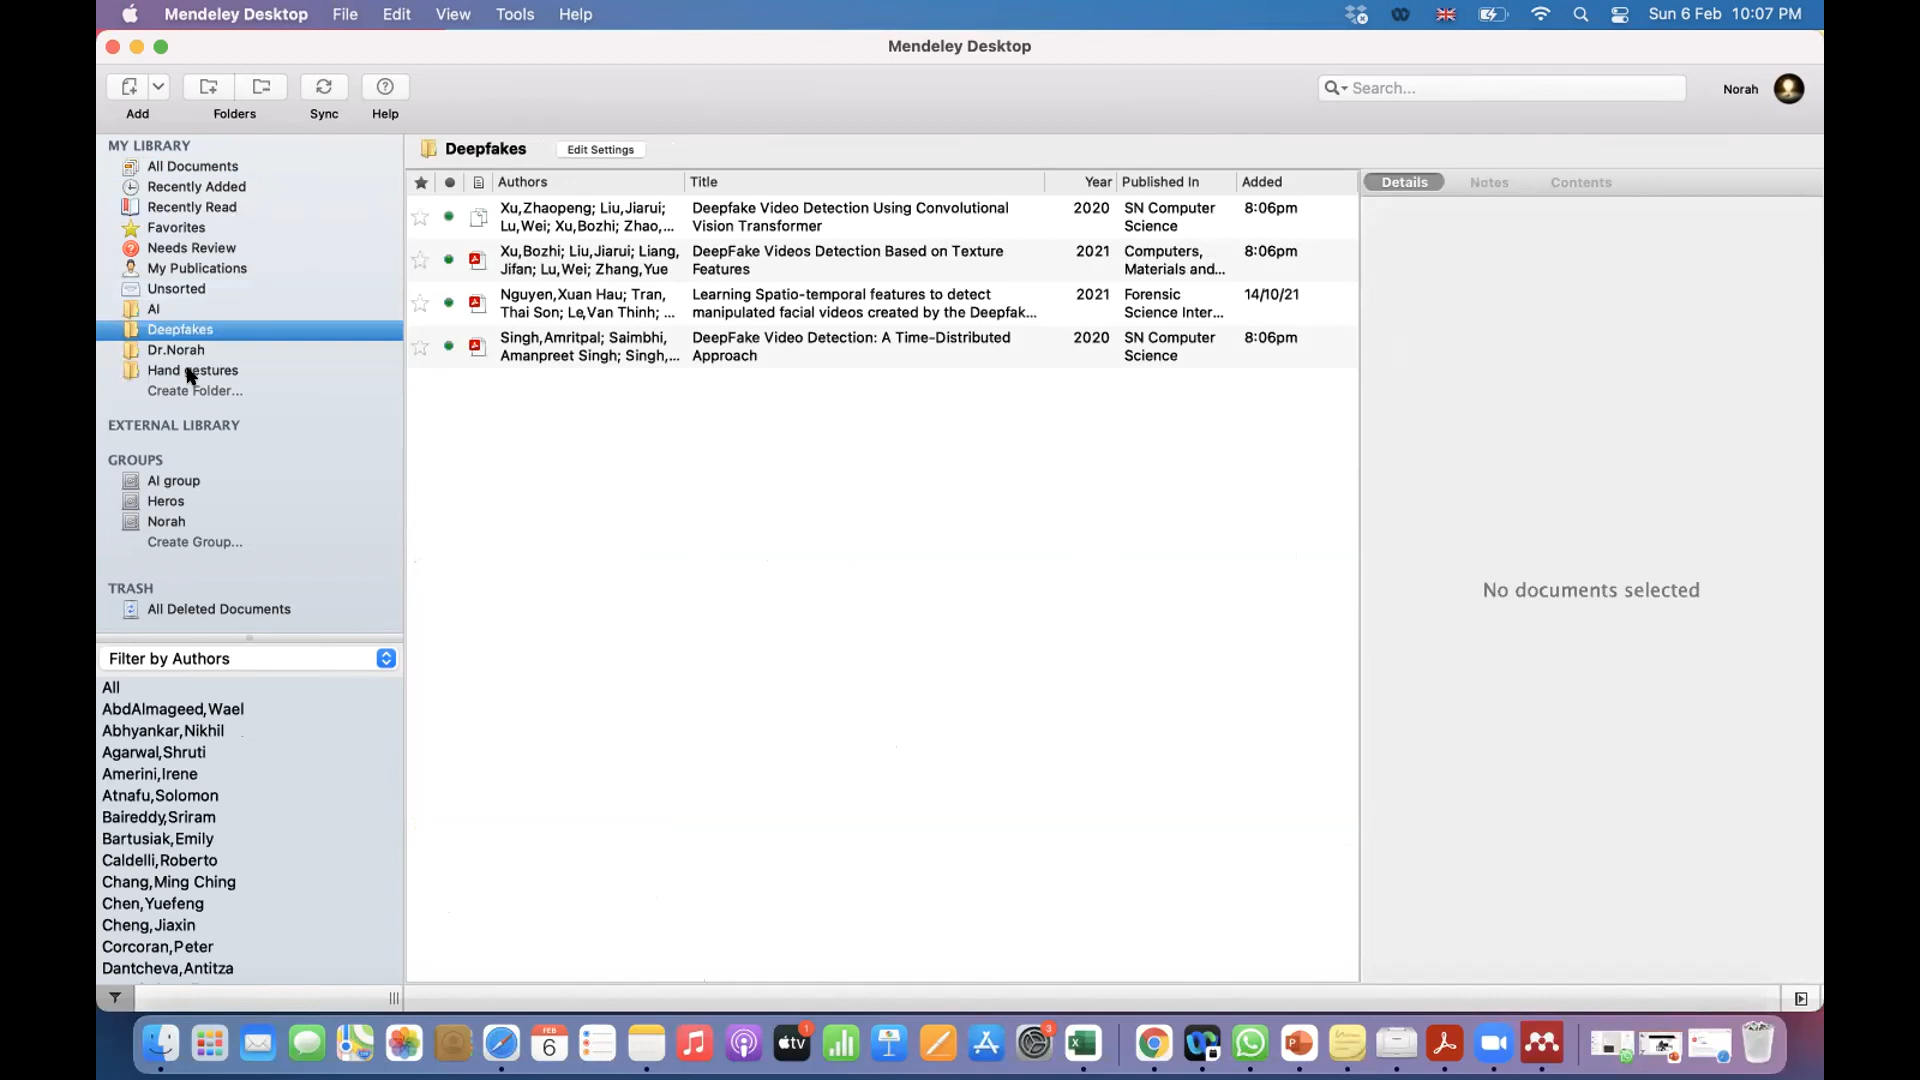 Mendeley Desktop File Edit View Tools Help Sun 6 Feb 10:07 PM
Mendeley Desktop
Search...
Norah
Add Folders Sync Help
MY LIBRARY
All Documents
Recently Added
Recently Read
Favorites
Needs Review
My Publications
Unsorted
AI
Deepfakes
Dr.Norah
Hand gestures
Create Folder...
EXTERNAL LIBRARY
GROUPS
AI group
Heros
Norah
Create Group...
TRASH
All Deleted Documents
Filter by Authors
All
AbdAlmageed,Wael
Abhyankar,Nikhil
Agarwal,Shruti
Amerini,Irene
Atnafu,Solomon
Baireddy,Sriram
Bartusiak,Emily
Caldelli,Roberto
Chang,Ming Ching
Chen,Yuefeng
Cheng,Jiaxin
Corcoran,Peter
Dantcheva,Antitza
Deepfakes Edit Settings
Authors Title Year Published In Added
Xu,Zhaopeng; Liu,Jiarui; Deepfake Video Detection Using Convolutional 2020 SN Computer 8:06pm
Lu,Wei; Xu,Bozhi; Zhao,... Vision Transformer Science
Xu,Bozhi; Liu,Jiarui; Liang, DeepFake Videos Detection Based on Texture 2021 Computers, 8:06pm
Jifan; Lu,Wei; Zhang,Yue Features Materials and...
Nguyen,Xuan Hau; Tran, Learning Spatio-temporal features to detect 2021 Forensic 14/10/21
Thai Son; Le,Van Thinh; ... manipulated facial videos created by the Deepfak... Science Inter...
Singh,Amritpal; Saimbhi, DeepFake Video Detection: A Time-Distributed 2020 SN Computer 8:06pm
Amanpreet Singh; Singh,... Approach Science
Details Notes Contents
No documents selected
FEB
6
tv
1
3